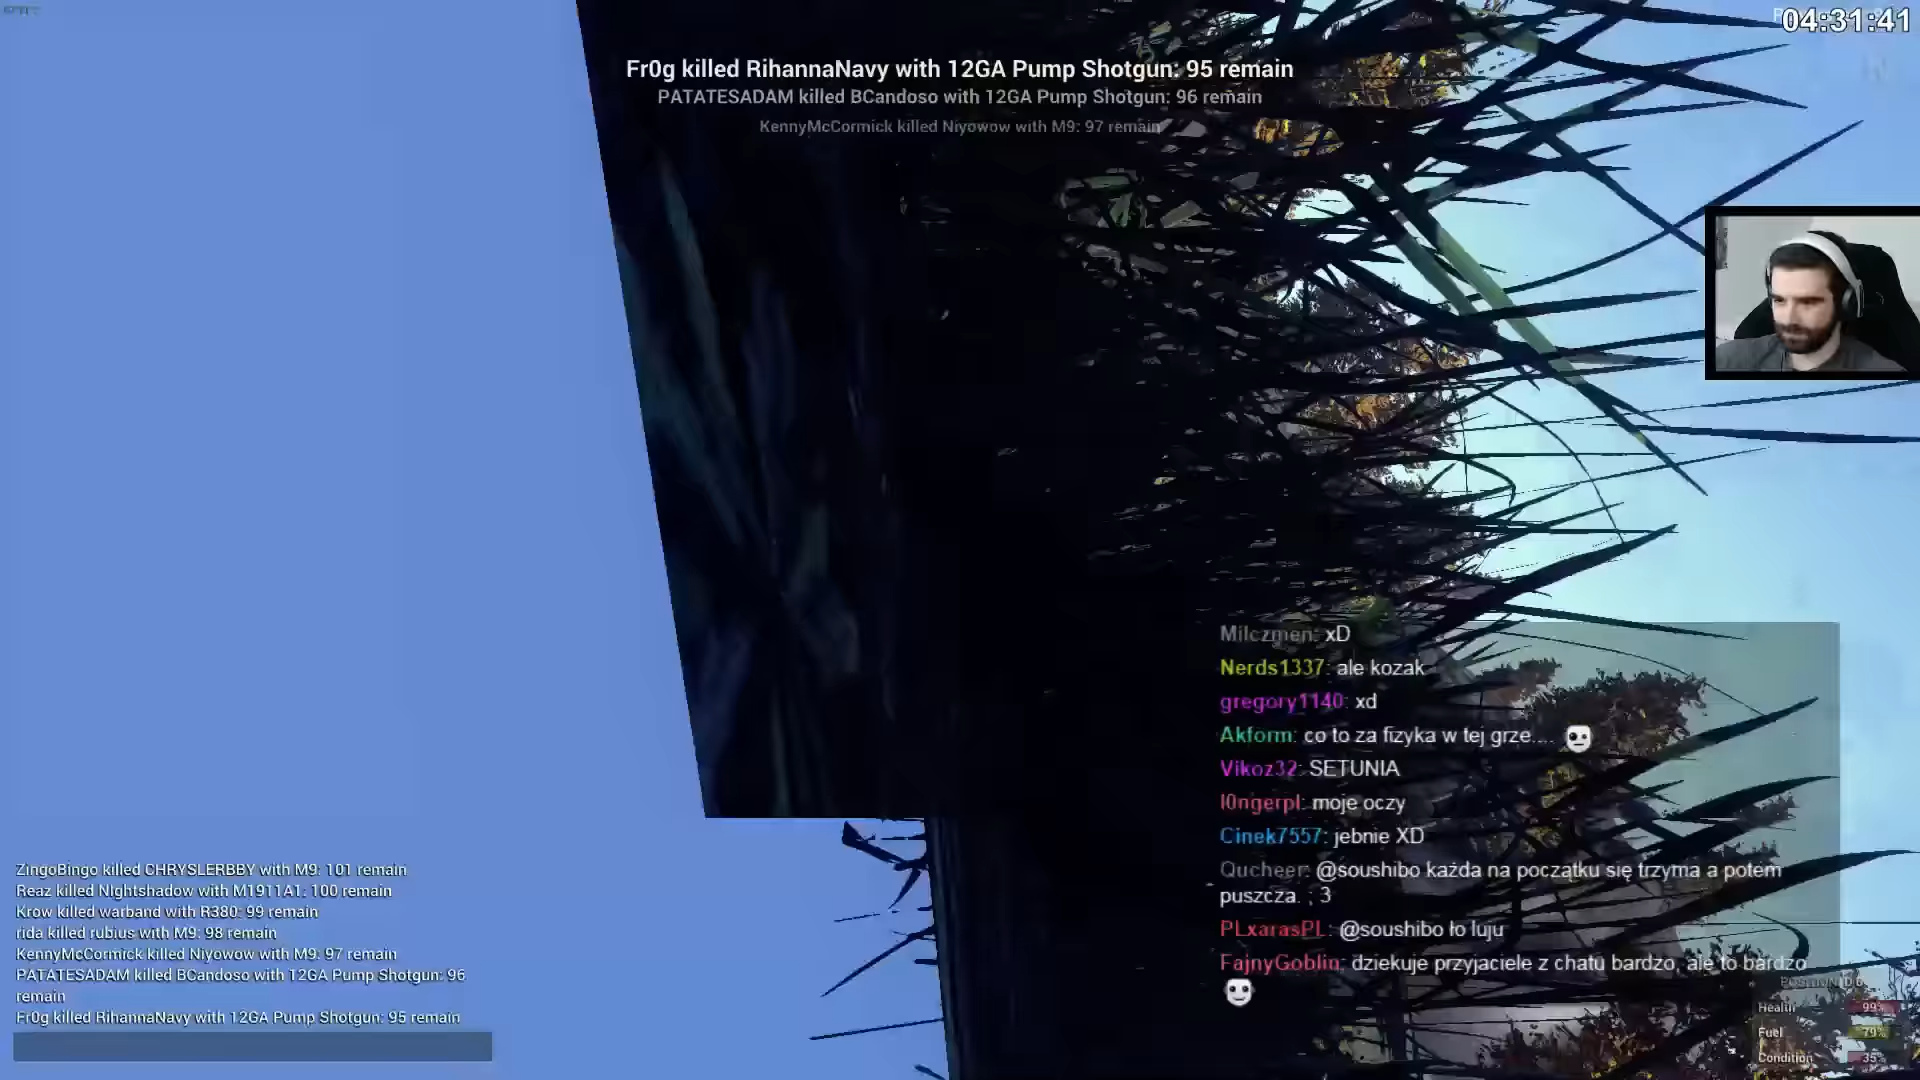 04:31:41
Fr0g killed RihannaNavy with 12GA Pump Shotgun: 95 remain
PATATESADAM killed BCandoso with 12GA Pump Shotgun: 96 remain
KennyMcCormick killed Niyowow with M9: 97 remain
Milczmen: xD
Nerds1337: ale kozak
gregory1140: xd
Akform: co to za fizyka w tej grze....
Vikoz32: SETUNIA
l0ngerpl: moje oczy
Cinek7557: jebnie XD
Qucheer: @soushibo każda na początku się trzyma a potem
puszcza. ; 3
PLxarasPL: @soushibo ło luju
FajnyGoblin: dziekuje przyjaciele z chatu bardzo, ale to bardzo
ZingoBingo killed CHRYSLERBBY with M9: 101 remain
Reaz killed NIghtshadow with M1911A1: 100 remain
Krow killed warband with R380: 99 remain
rida killed rubius with M9: 98 remain
KennyMcCormick killed Niyowow with M9: 97 remain
PATATESADAM killed BCandoso with 12GA Pump Shotgun: 96
remain
Fr0g killed RihannaNavy with 12GA Pump Shotgun: 95 remain
Health 99%
Fuel 79%
Condition 35